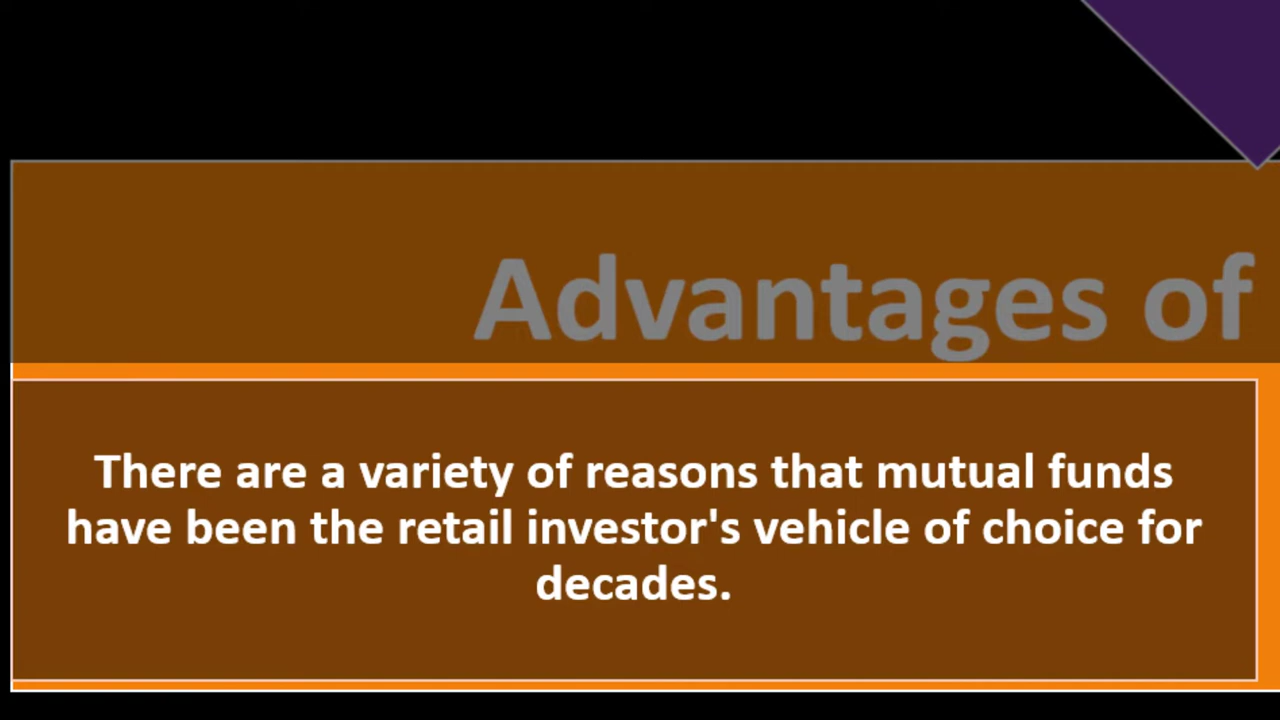 Advantages of
There are a variety of reasons that mutual funds
have been the retail investor's vehicle of choice for
decades.